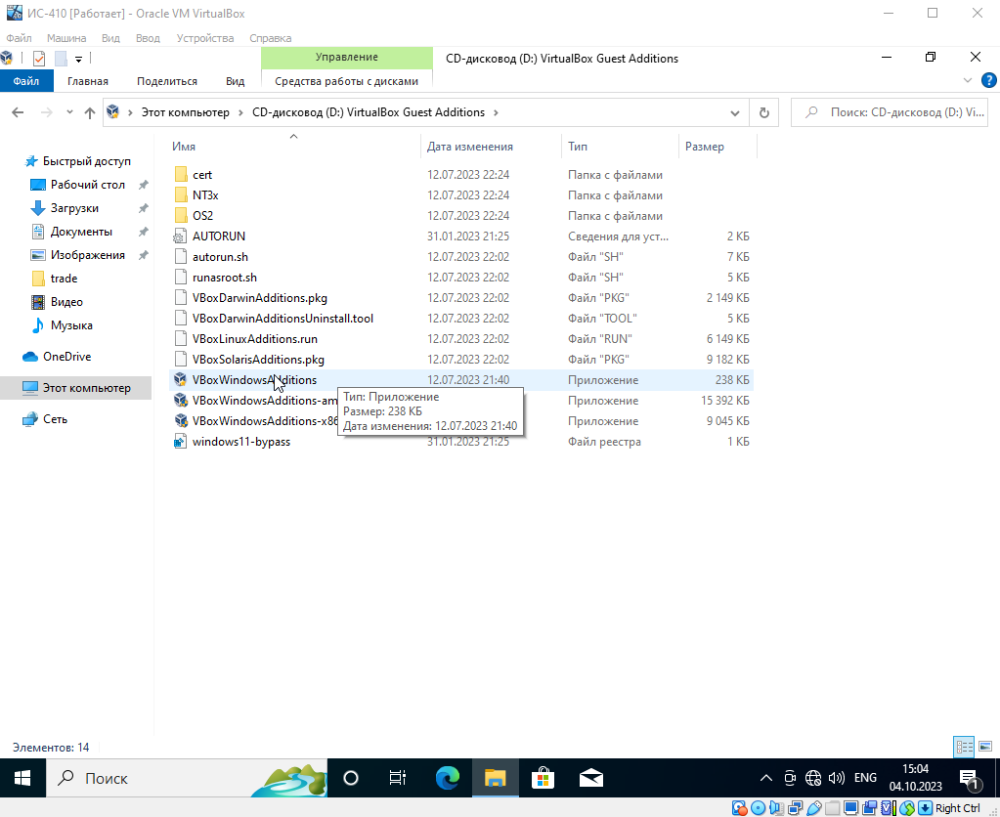 ИС-410 [Работает] - Oracle VM VirtualBox
Файл Машина Вид Ввод Устройства Справка
Управление CD-дисковод (D:) VirtualBox Guest Additions
Файл Главная Поделиться Вид Средства работы с дисками
Этот компьютер CD-дисковод (D:) VirtualBox Guest Additions Поиск: CD-дисковод (D:) Vi...
Имя Дата изменения Тип Размер
Быстрый доступ
Рабочий стол
Загрузки
Документы
Изображения
trade
Видео
Музыка
OneDrive
Этот компьютер
Сеть
cert 12.07.2023 22:24 Папка с файлами
NT3x 12.07.2023 22:24 Папка с файлами
OS2 12.07.2023 22:24 Папка с файлами
AUTORUN 31.01.2023 21:25 Сведения для уст... 2 КБ
autorun.sh 12.07.2023 22:02 Файл "SH" 7 КБ
runasroot.sh 12.07.2023 22:02 Файл "SH" 5 КБ
VBoxDarwinAdditions.pkg 12.07.2023 22:02 Файл "PKG" 2 149 КБ
VBoxDarwinAdditionsUninstall.tool 12.07.2023 22:02 Файл "TOOL" 5 КБ
VBoxLinuxAdditions.run 12.07.2023 22:02 Файл "RUN" 6 149 КБ
VBoxSolarisAdditions.pkg 12.07.2023 22:02 Файл "PKG" 9 182 КБ
VBoxWindowsAdditions 12.07.2023 21:40 Приложение 238 КБ
VBoxWindowsAdditions-am Приложение 15 392 КБ
VBoxWindowsAdditions-x86 Приложение 9 045 КБ
windows11-bypass 31.01.2023 21:25 Файл реестра 1 КБ
Тип: Приложение
Размер: 238 КБ
Дата изменения: 12.07.2023 21:40
Элементов: 14
Поиск
ENG
15:04
04.10.2023
1
Right Ctrl